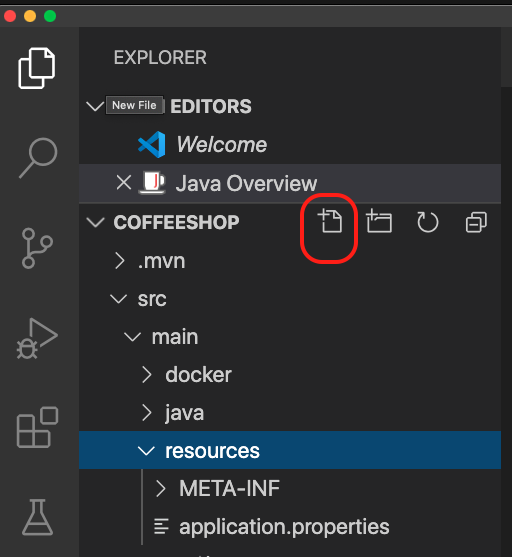 EXPLORER
New File EDITORS
Welcome
Java Overview
COFFEESHOP
.mvn
src
main
docker
java
resources
META-INF
application.properties